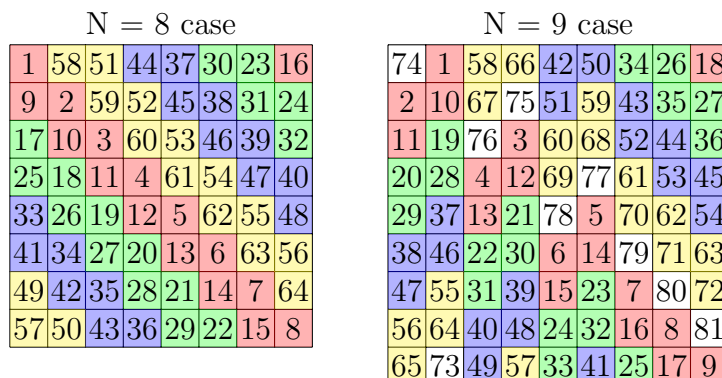 N = 8 case
1 58 51 44 37 30 23 16
9 2 59 52 45 38 31 24
17 10 3 60 53 46 39 32
25 18 11 4 61 54 47 40
33 26 19 12 5 62 55 48
41 34 27 20 13 6 63 56
49 42 35 28 21 14 7 64
57 50 43 36 29 22 15 8
N = 9 case
74 1 58 66 42 50 34 26 18
2 10 67 75 51 59 43 35 27
11 19 76 3 60 68 52 44 36
20 28 4 12 69 77 61 53 45
29 37 13 21 78 5 70 62 54
38 46 22 30 6 14 79 71 63
47 55 31 39 15 23 7 80 72
56 64 40 48 24 32 16 8 81
65 73 49 57 33 41 25 17 9